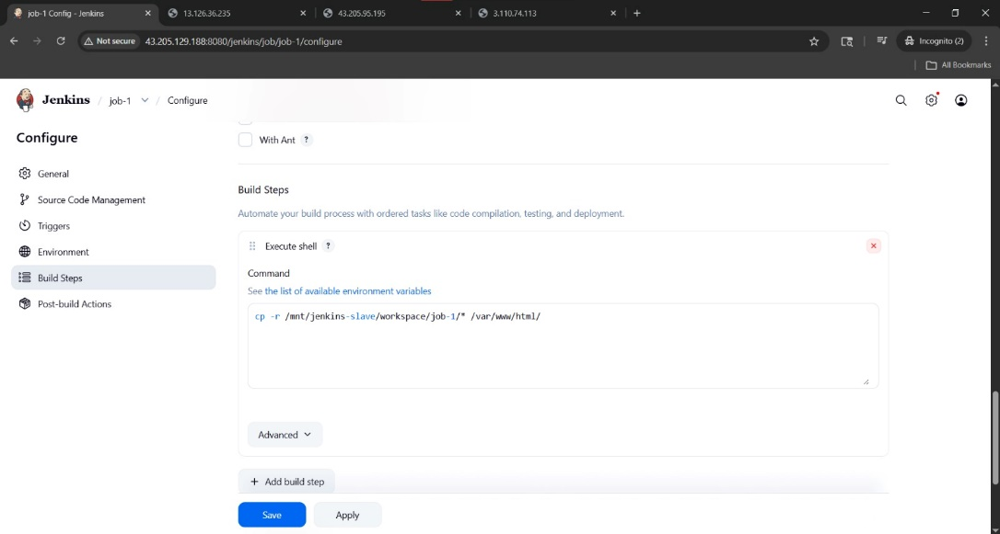 job-1 Config - Jenkins
13.126.36.235
43.205.95.195
3.110.74.113
Not secure
43.205.129.188:8080/jenkins/job/job-1/configure
Incognito (2)
All Bookmarks
Jenkins / job-1 / Configure
Configure
General
Source Code Management
Triggers
Environment
Build Steps
Post-build Actions
With Ant ?
Build Steps
Automate your build process with ordered tasks like code compilation, testing, and deployment.
Execute shell ?
Command
See the list of available environment variables
cp -r /mnt/jenkins-slave/workspace/job-1/* /var/www/html/
Advanced
+ Add build step
Save
Apply